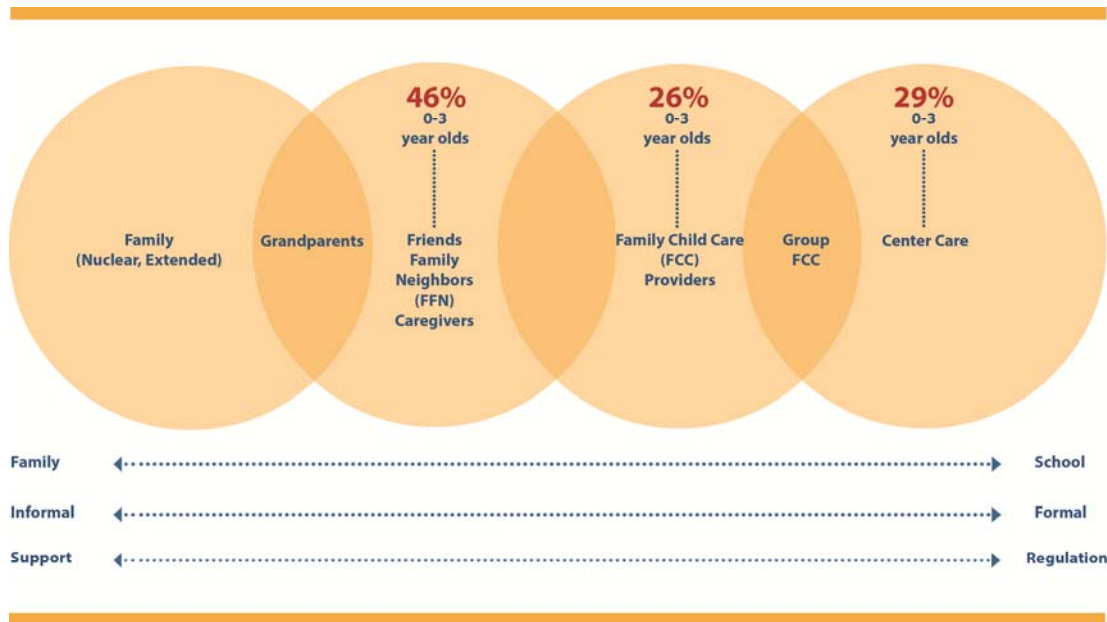 46%
0-3
year olds
26%
0-3
year olds
29%
0-3
year olds
Family
(Nuclear, Extended)
Grandparents
Friends
Family
Neighbors
(FFN)
Caregivers
Family Child Care
(FCC)
Providers
Group
FCC
Center Care
Family
School
Informal
Formal
Support
Regulation